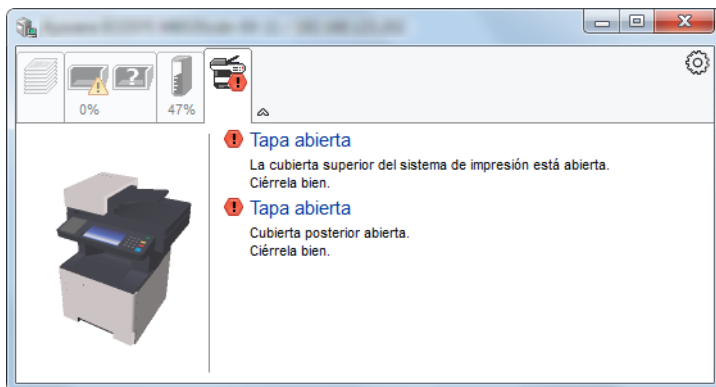 0%
47%
Tapa abierta
La cubierta superior del sistema de impresión está abierta.
Ciérrela bien.
Tapa abierta
Cubierta posterior abierta.
Ciérrela bien.